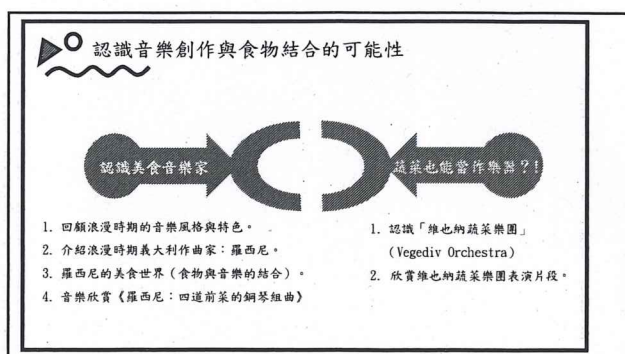 認識音樂創作與食物結合的可能性
認識美食音樂家
蔬菜也能當作樂器？!
1. 回顧浪漫時期的音樂風格與特色。
2. 介紹浪漫時期義大利作曲家：羅西尼。
3. 羅西尼的美食世界（食物與音樂的結合）。
4. 音樂欣賞《羅西尼：四道前菜的鋼琴組曲》
1. 認識「維也納蔬菜樂團」
(Vegediv Orchestra)
2. 欣賞維也納蔬菜樂團表演片段。